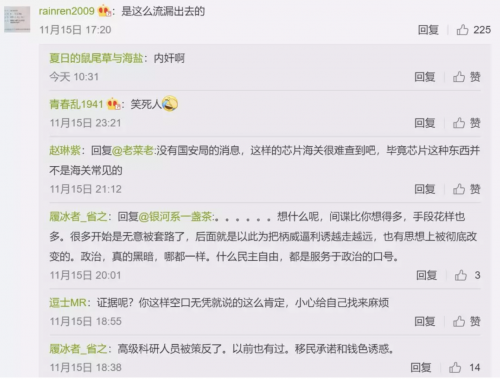 rainren2009：是这么流漏出去的
11月15日 17:20 回复 225
夏日的鼠尾草与海盐：内奸啊
今天 10:31 回复 赞
青春乱1941：笑死人
11月15日 23:21 回复 赞
赵琳紫：回复@老菜老:没有国安局的消息，这样的芯片海关很难查到吧，毕竟芯片这种东西并
不是海关常见的
11月15日 21:12 回复 赞
履冰者_省之：回复@银河系一盏茶:。。。。。。想什么呢，间谍比你想得多，手段花样也
多。很多开始是无意被套路了，后面就是以此为把柄威逼利诱越走越远，也有思想上被彻底改
变的。政治，真的黑暗，哪都一样。什么民主自由，都是服务于政治的口号。
11月15日 20:01 回复 3
逗士MR：证据呢？你这样空口无凭就说的这么肯定，小心给自己找来麻烦
11月15日 18:55 回复 赞
履冰者_省之：高级科研人员被策反了。以前也有过。移民承诺和钱色诱惑。
11月15日 18:38 回复 14